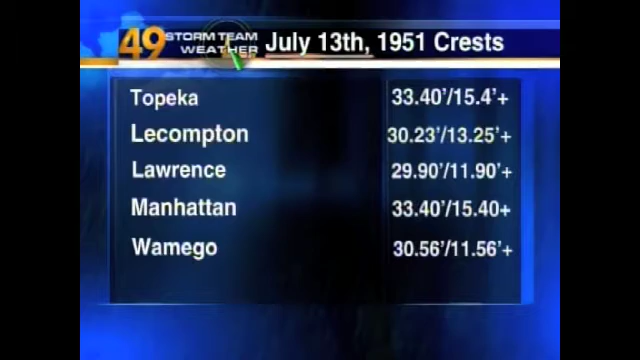 49 STORM TEAM WEATHER July 13th, 1951 Crests
Topeka 33.40'/15.4'+
Lecompton 30.23'/13.25'+
Lawrence 29.90'/11.90'+
Manhattan 33.40'/15.40+
Wamego 30.56'/11.56'+